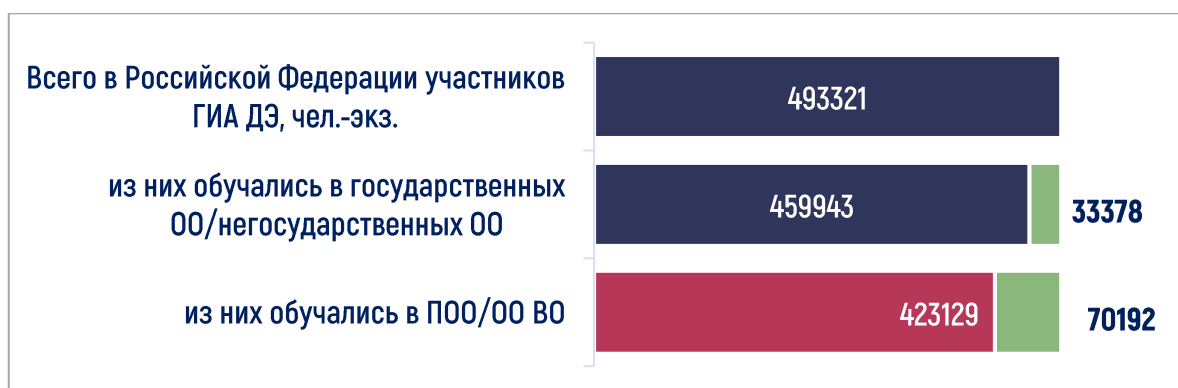 Всего в Российской Федерации участников
ГИА ДЭ, чел.-экз.
493321
из них обучались в государственных
ОО/негосударственных ОО
459943
33378
из них обучались в ПОО/ОО ВО
423129
70192